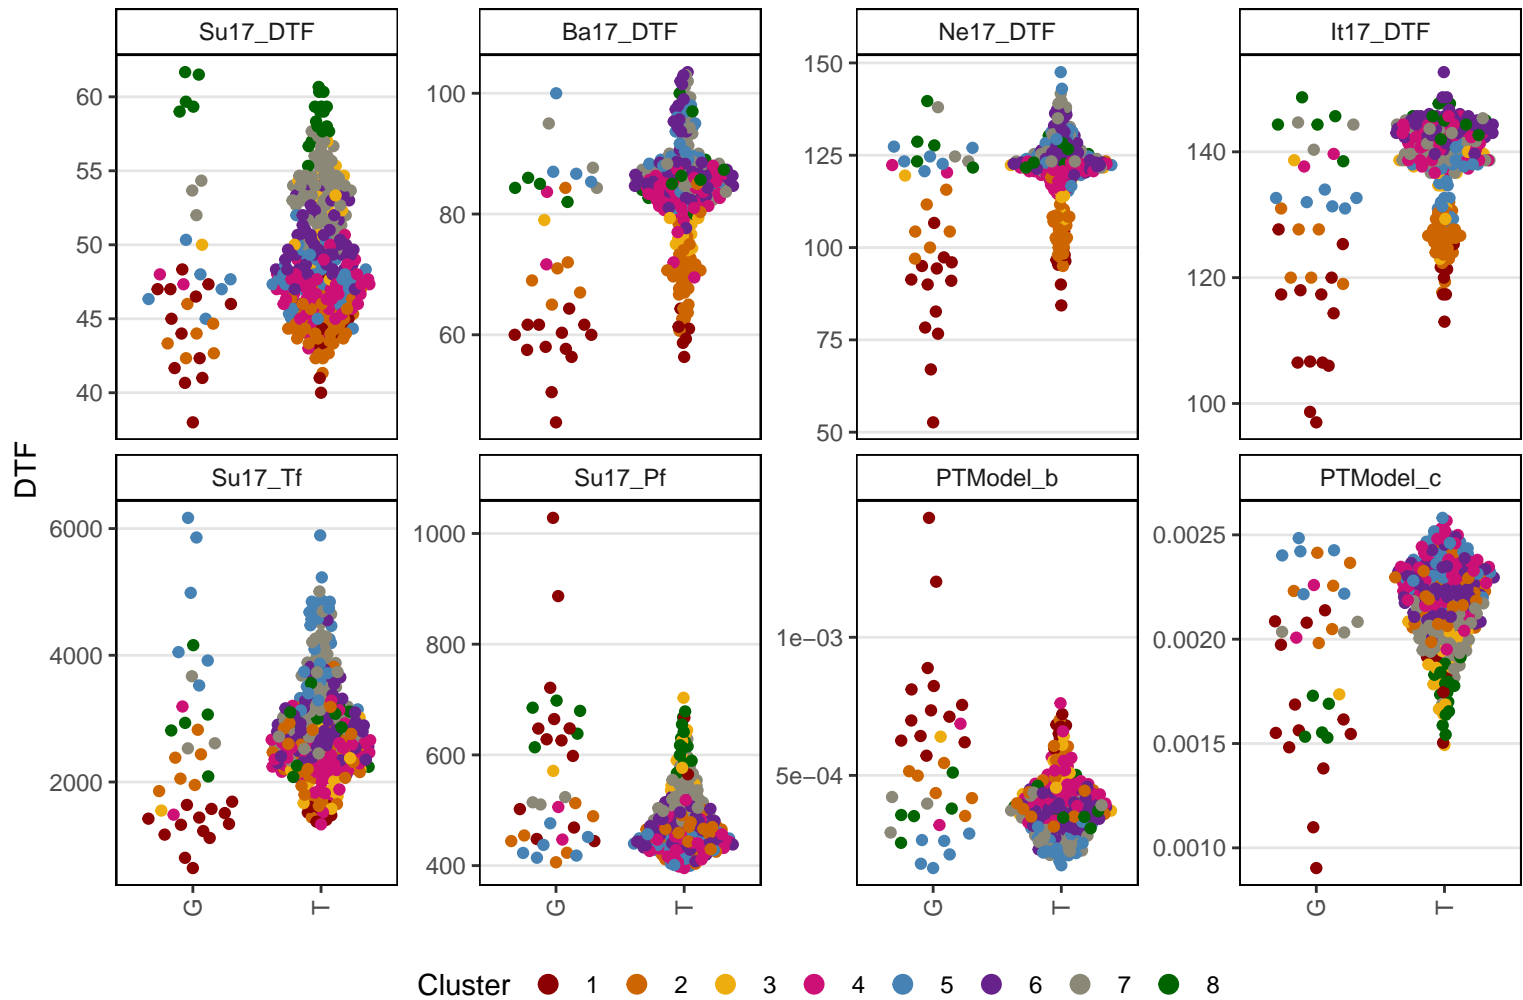 Su17_DTF
Ba17_DTF
Ne17_DTF
It17_DTF
60
55
50
45
40
100
80
60
150
125
100
75
50
140
120
100
DTF
Su17_Tf
Su17_Pf
PTModel_b
PTModel_c
6000
4000
2000
1000
800
600
400
1e−03
5e−04
0.0025
0.0020
0.0015
0.0010
G T
G T
G T
G T
Cluster 1 2 3 4 5 6 7 8